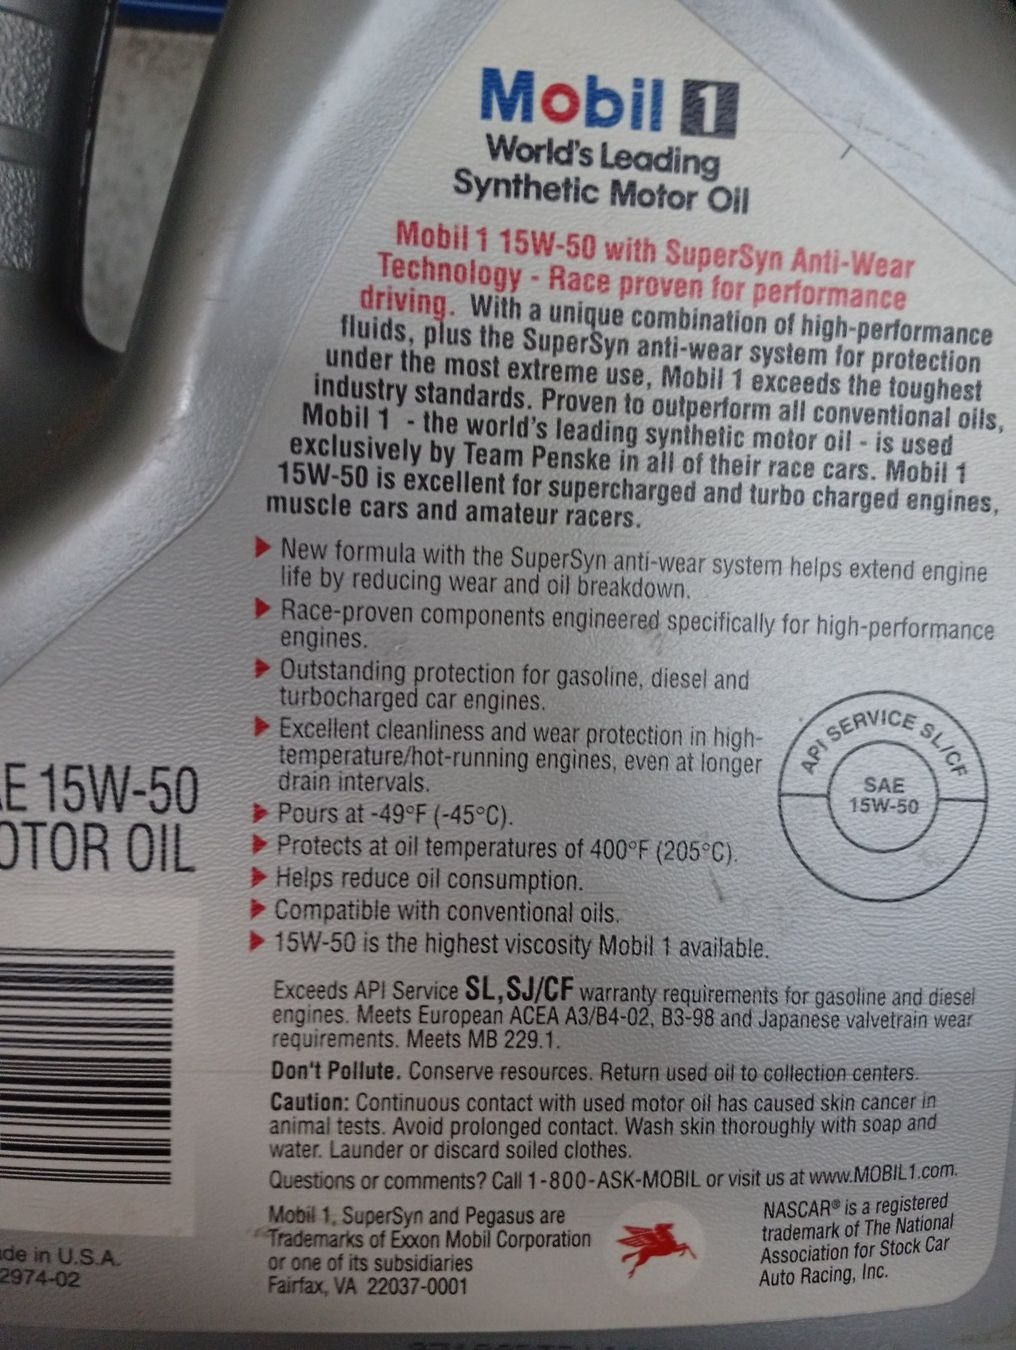 Mobil 1
World's Leading
Synthetic Motor Oil
Mobil 1 15W-50 with SuperSyn Anti-Wear
Technology - Race proven for performance
driving. With a unique combination of high-performance
fluids, plus the SuperSyn anti-wear system for protection
under the most extreme use, Mobil 1 exceeds the toughest
industry standards. Proven to outperform all conventional oils,
Mobil 1 - the world's leading synthetic motor oil - is used
exclusively by Team Penske in all of their race cars. Mobil 1
15W-50 is excellent for supercharged and turbo charged engines,
muscle cars and amateur racers.
New formula with the SuperSyn anti-wear system helps extend engine
life by reducing wear and oil breakdown.
Race-proven components engineered specifically for high-performance
engines.
Outstanding protection for gasoline, diesel and
turbocharged car engines.
Excellent cleanliness and wear protection in high-
temperature/hot-running engines, even at longer
drain intervals.
Pours at -49°F (-45°C).
Protects at oil temperatures of 400°F (205°C).
Helps reduce oil consumption.
Compatible with conventional oils.
15W-50 is the highest viscosity Mobil 1 available.
API SERVICE SL/CF
SAE
15W-50
Exceeds API Service SL,SJ/CF warranty requirements for gasoline and diesel
engines. Meets European ACEA A3/B4-02, B3-98 and Japanese valvetrain wear
requirements. Meets MB 229.1.
Don't Pollute. Conserve resources. Return used oil to collection centers.
Caution: Continuous contact with used motor oil has caused skin cancer in
animal tests. Avoid prolonged contact. Wash skin thoroughly with soap and
water. Launder or discard soiled clothes.
Questions or comments? Call 1-800-ASK-MOBIL or visit us at www.MOBIL1.com.
Mobil 1, SuperSyn and Pegasus are
Trademarks of Exxon Mobil Corporation
or one of its subsidiaries
Fairfax, VA 22037-0001
NASCAR® is a registered
trademark of The National
Association for Stock Car
Auto Racing, Inc.
E 15W-50
OTOR OIL
de in U.S.A.
2974-02